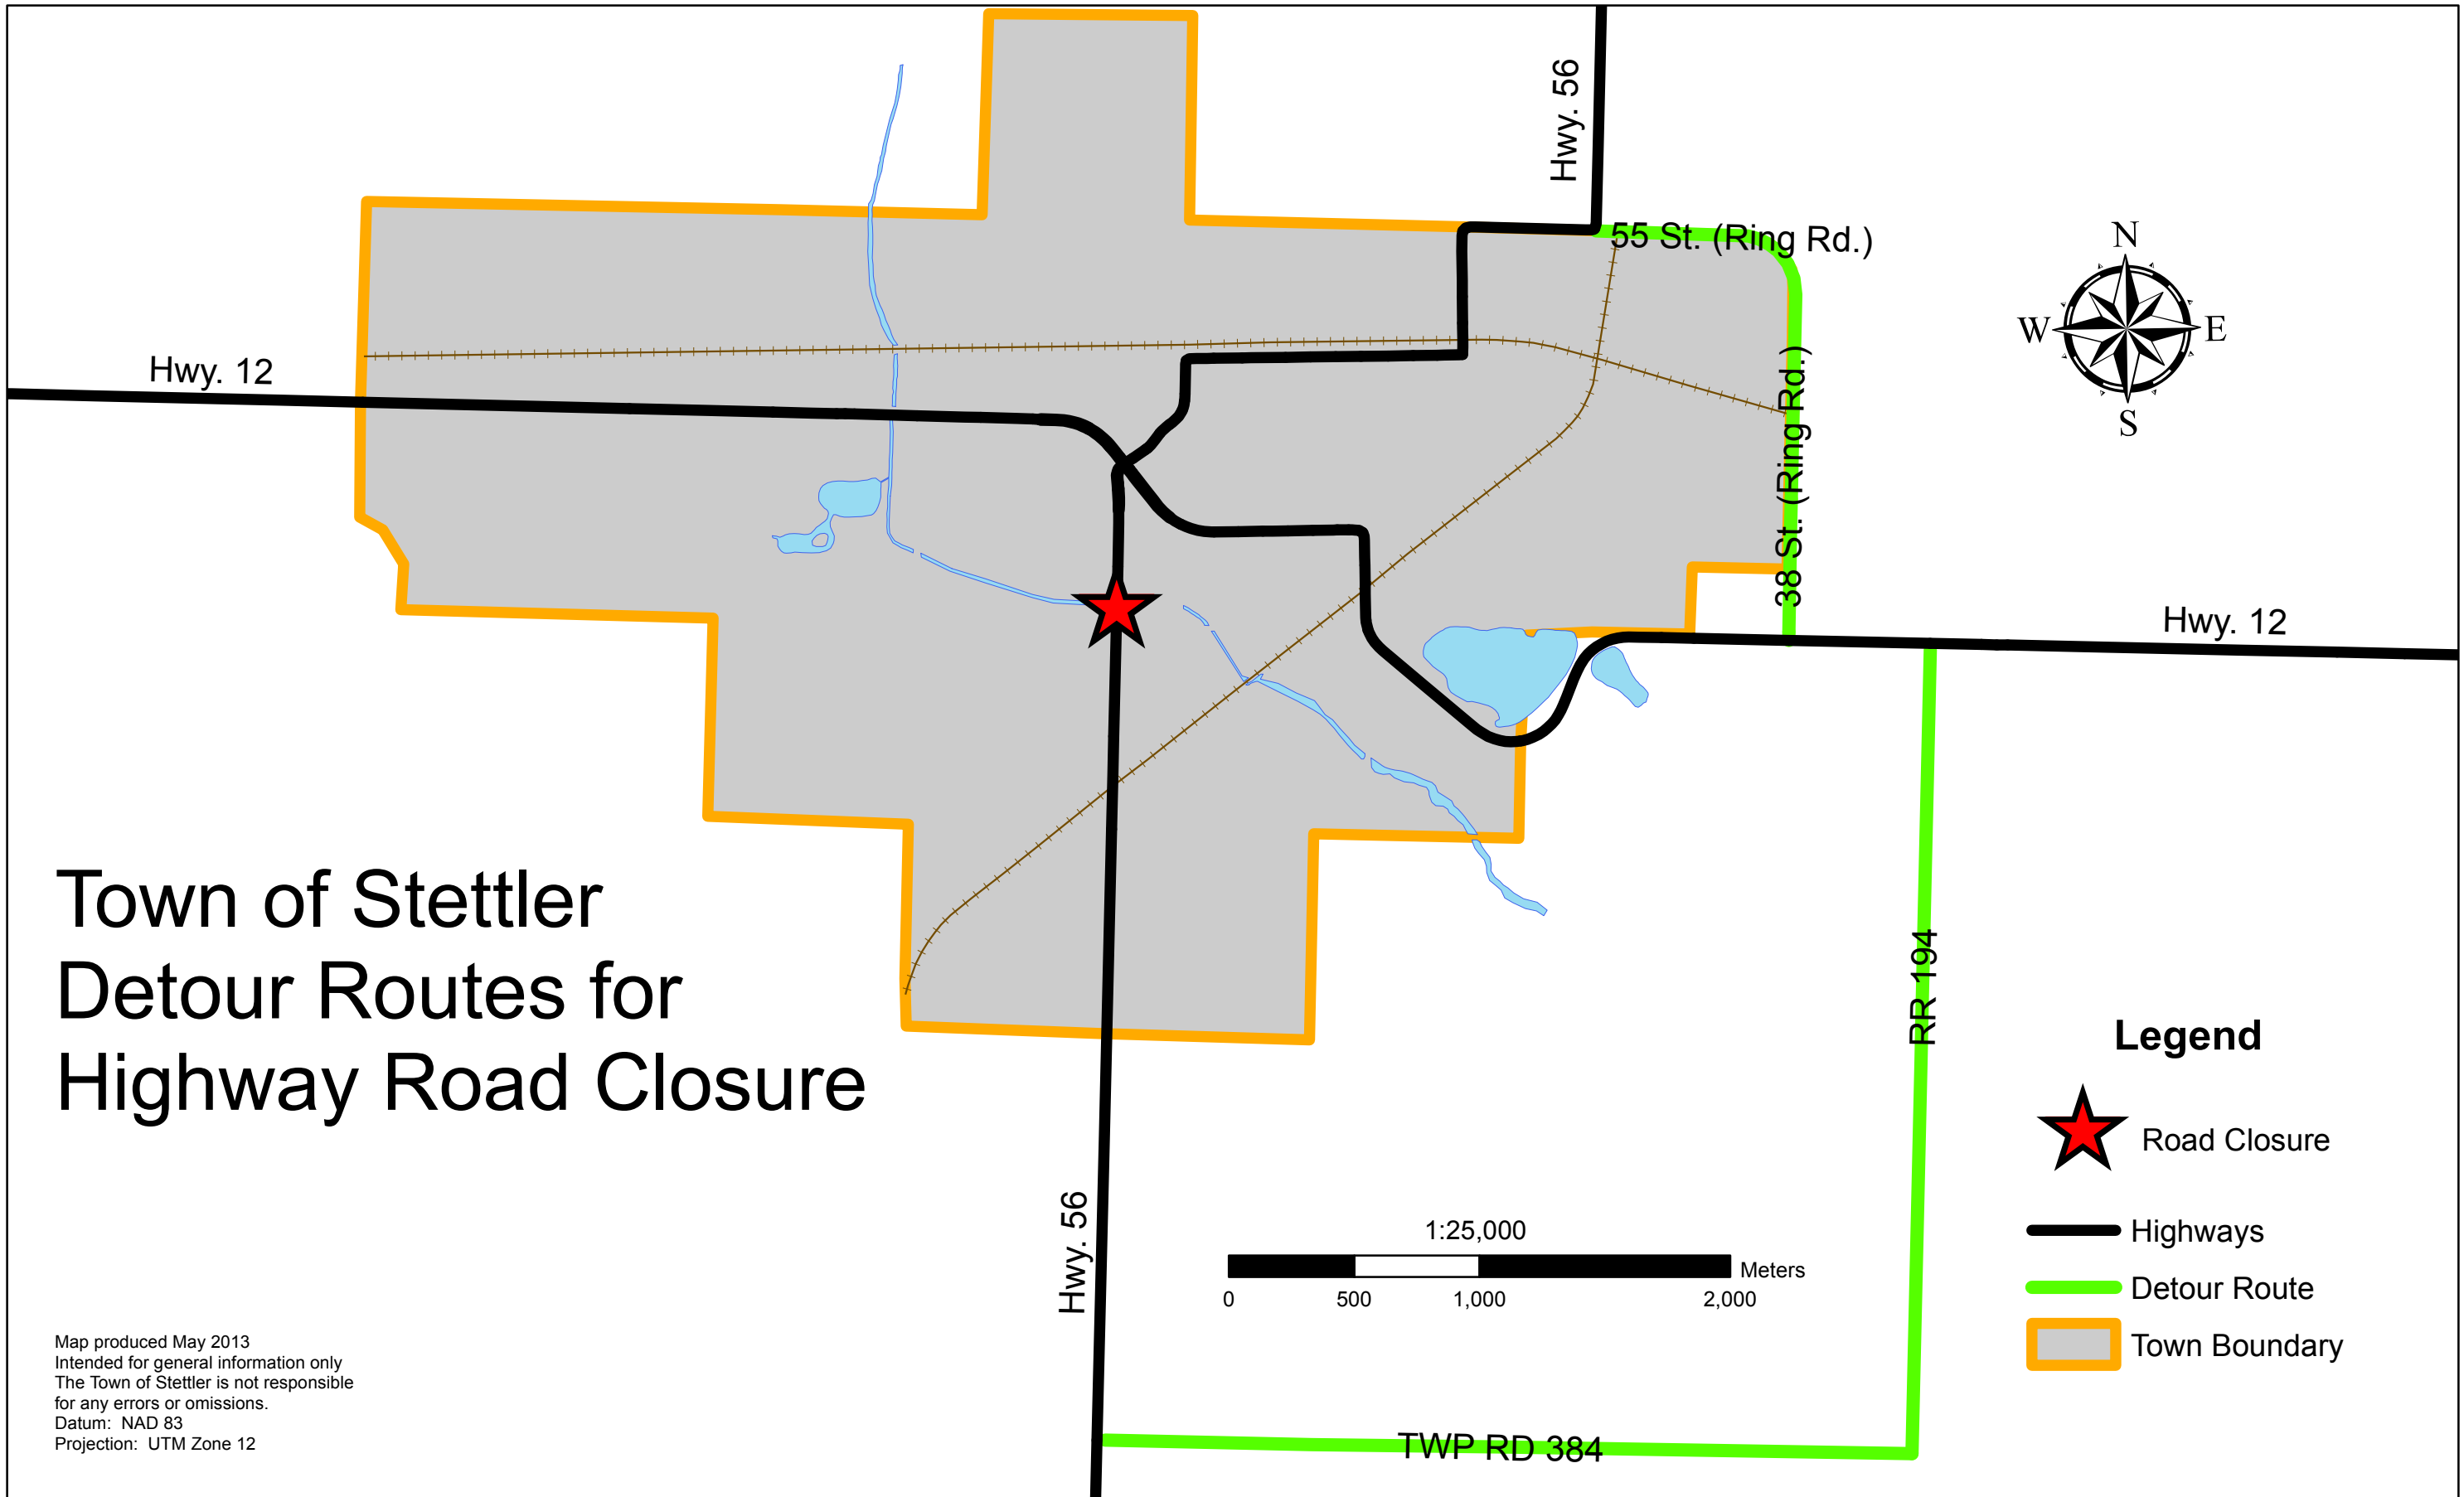 Hwy. 56
55 St. (Ring Rd.)
N
W
E
S
Hwy. 12
38 St. (Ring Rd.)
Hwy. 12
Town of Stettler
Detour Routes for
Highway Road Closure
RR 194
Legend
Road Closure
Highways
Detour Route
Town Boundary
Hwy. 56
1:25,000
Meters
0 500 1,000 2,000
Map produced May 2013
Intended for general information only
The Town of Stettler is not responsible
for any errors or omissions.
Datum: NAD 83
Projection: UTM Zone 12
TWP RD 384